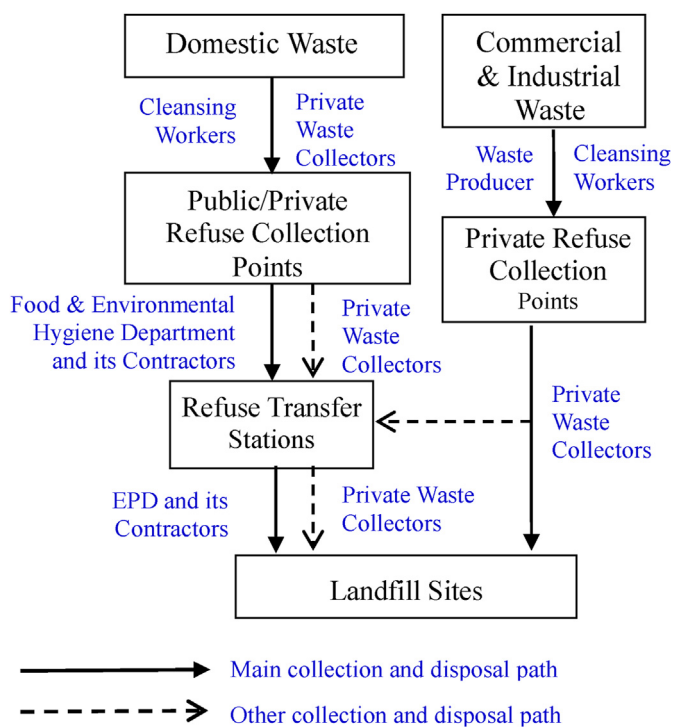 Domestic Waste
Commercial
& Industrial
Waste
Cleansing
Workers
Private
Waste
Collectors
Waste
Producer
Cleansing
Workers
Public/Private
Refuse Collection
Points
Private Refuse
Collection
Points
Food & Environmental
Hygiene Department
and its Contractors
Private
Waste
Collectors
Refuse Transfer
Stations
Private
Waste
Collectors
EPD and its
Contractors
Private Waste
Collectors
Landfill Sites
Main collection and disposal path
Other collection and disposal path